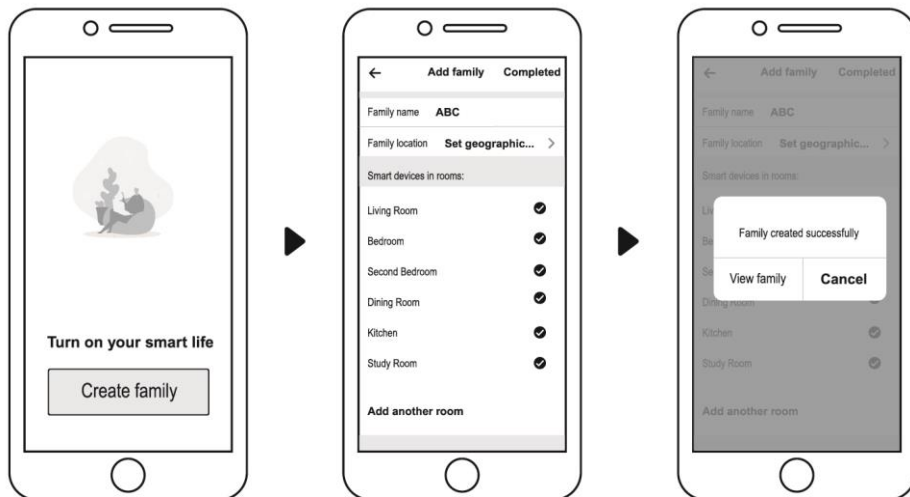 Turn on your smart life
Create family
Add family Completed
Family name ABC
Family location Set geographic... >
Smart devices in rooms:
Living Room
Bedroom
Second Bedroom
Dining Room
Kitchen
Study Room
Add another room
Add family Completed
Family name ABC
Family location Set geographic... >
Smart devices in rooms:
Family created successfully
View family Cancel
Dining Room
Kitchen
Study Room
Add another room